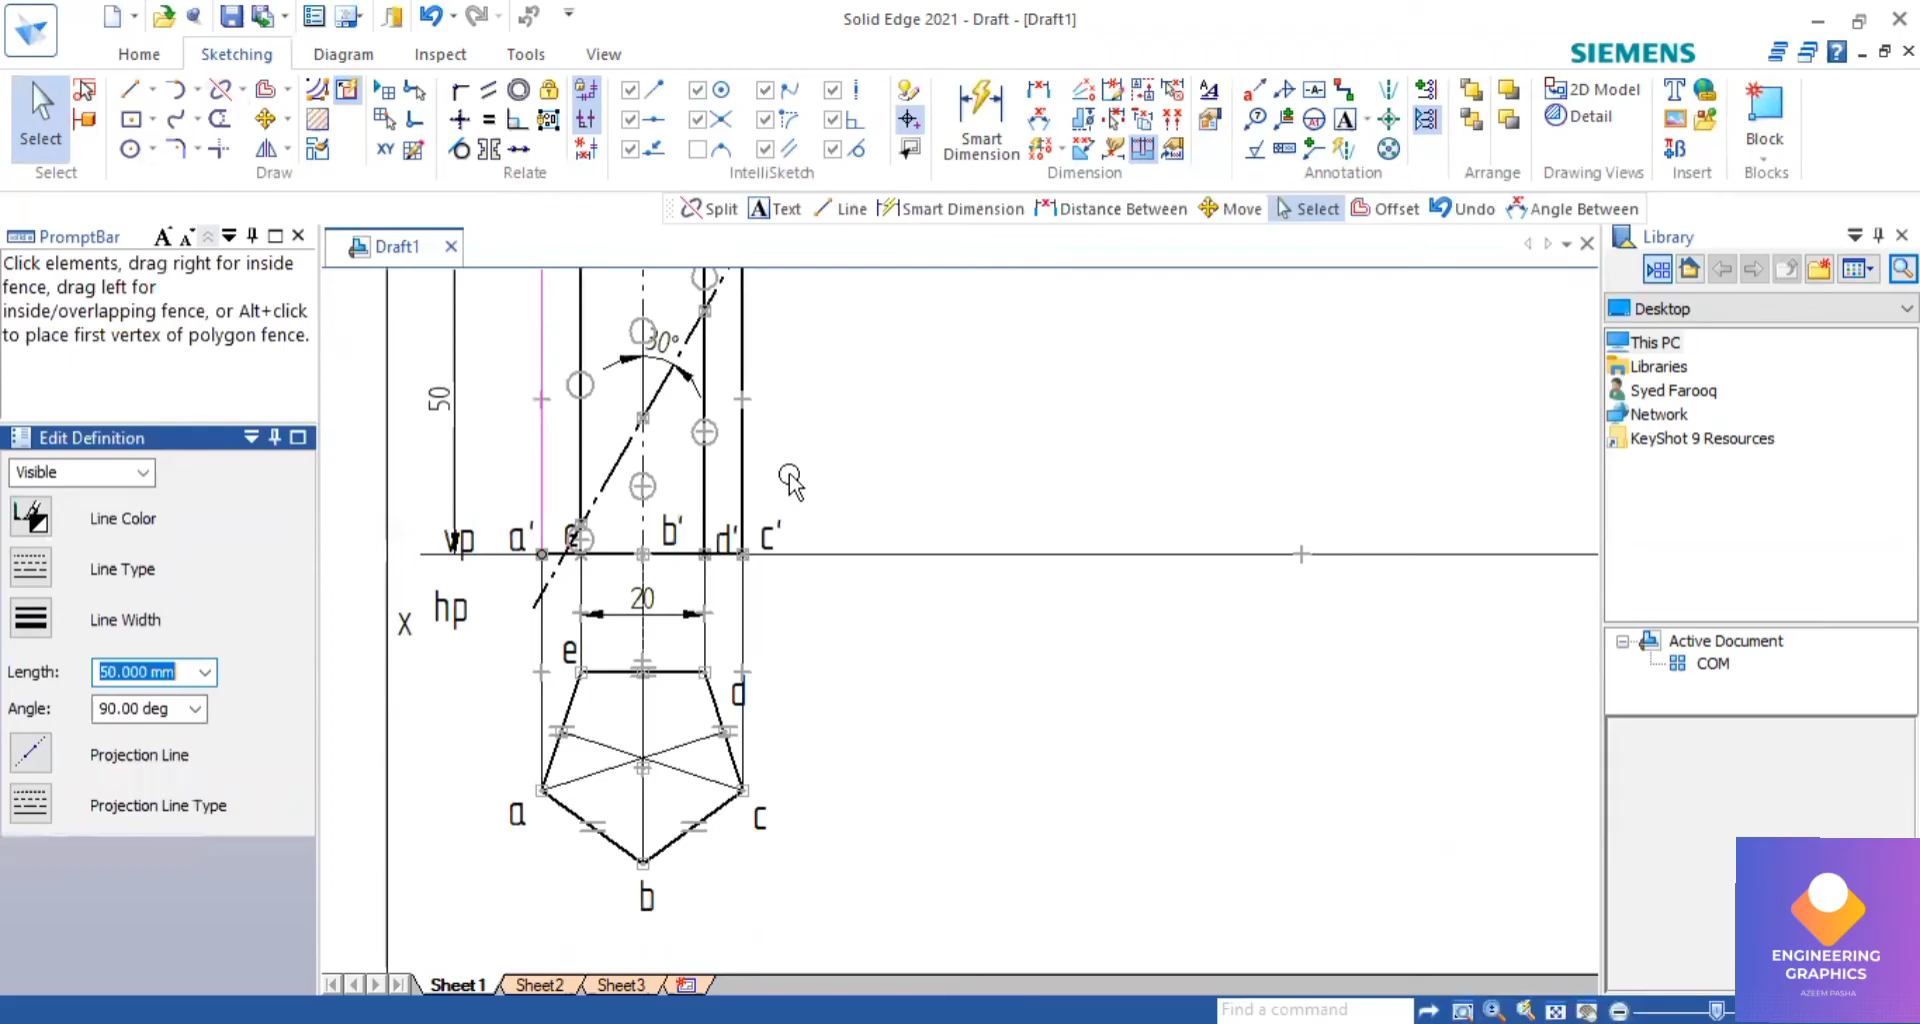 Solid Edge 2021 - Draft - [Draft1]
Home Sketching Diagram Inspect Tools View
SIEMENS
Select
XY
Smart Dimension
2D Model
Detail
Block
Select Draw Relate IntelliSketch Dimension Annotation Arrange Drawing Views Insert Blocks
Split Text Line Smart Dimension Distance Between Move Select Offset Undo Angle Between
PromptBar
Click elements, drag right for inside
fence, drag left for
inside/overlapping fence, or Alt+click
to place first vertex of polygon fence.
Edit Definition
Visible
Line Color
Line Type
Line Width
Length: 50.000 mm
Angle: 90.00 deg
Projection Line
Projection Line Type
Draft1
30°
50
vp a' b' d' c'
hp
X
20
e
d
a
c
b
Sheet1 Sheet2 Sheet3
Library
Desktop
This PC
Libraries
Syed Farooq
Network
KeyShot 9 Resources
Active Document
COM
Find a command
ENGINEERING
GRAPHICS
AZEEM PASHA